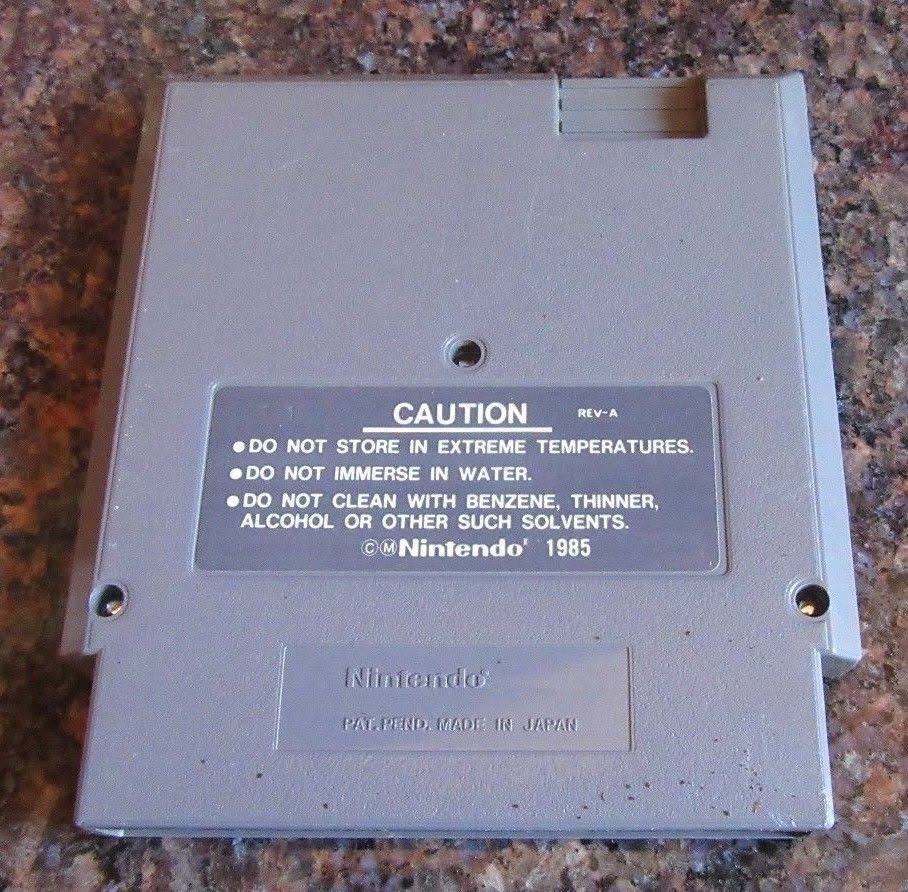 CAUTION REV-A
●DO NOT STORE IN EXTREME TEMPERATURES.
●DO NOT IMMERSE IN WATER.
●DO NOT CLEAN WITH BENZENE, THINNER,
ALCOHOL OR OTHER SUCH SOLVENTS.
ⒸⓂNintendo® 1985
Nintendo®
PAT. PEND. MADE IN JAPAN